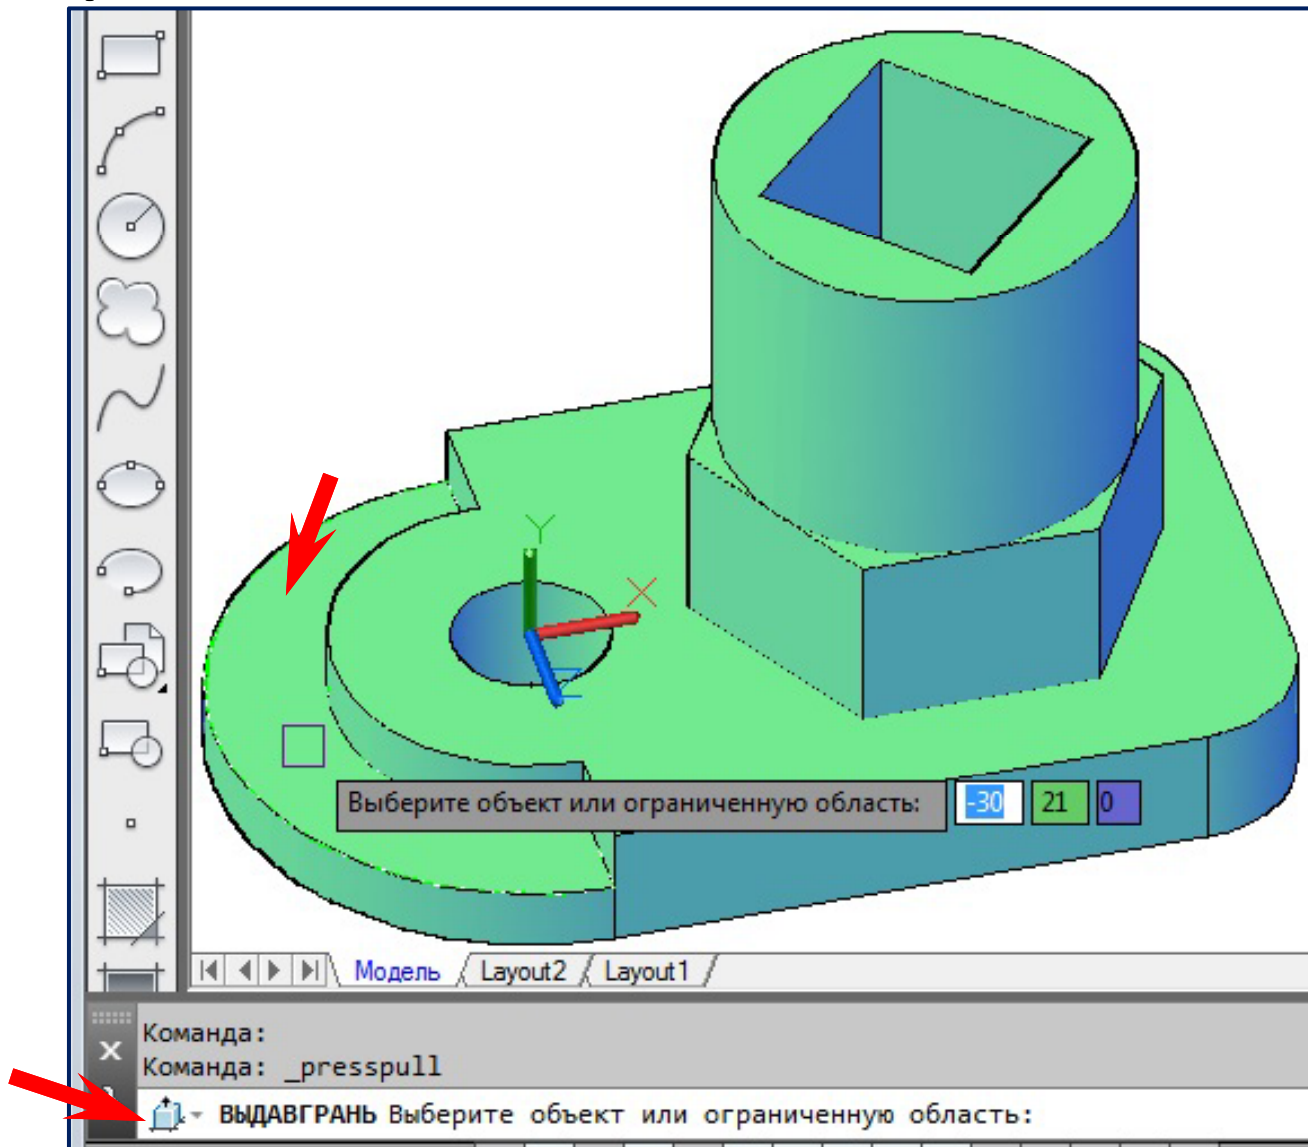 Y
X
Z
Выберите объект или ограниченную область: -30 21 0
Модель Layout2 Layout1
Команда:
Команда: _presspull
ВЫДАВГРАНЬ Выберите объект или ограниченную область: